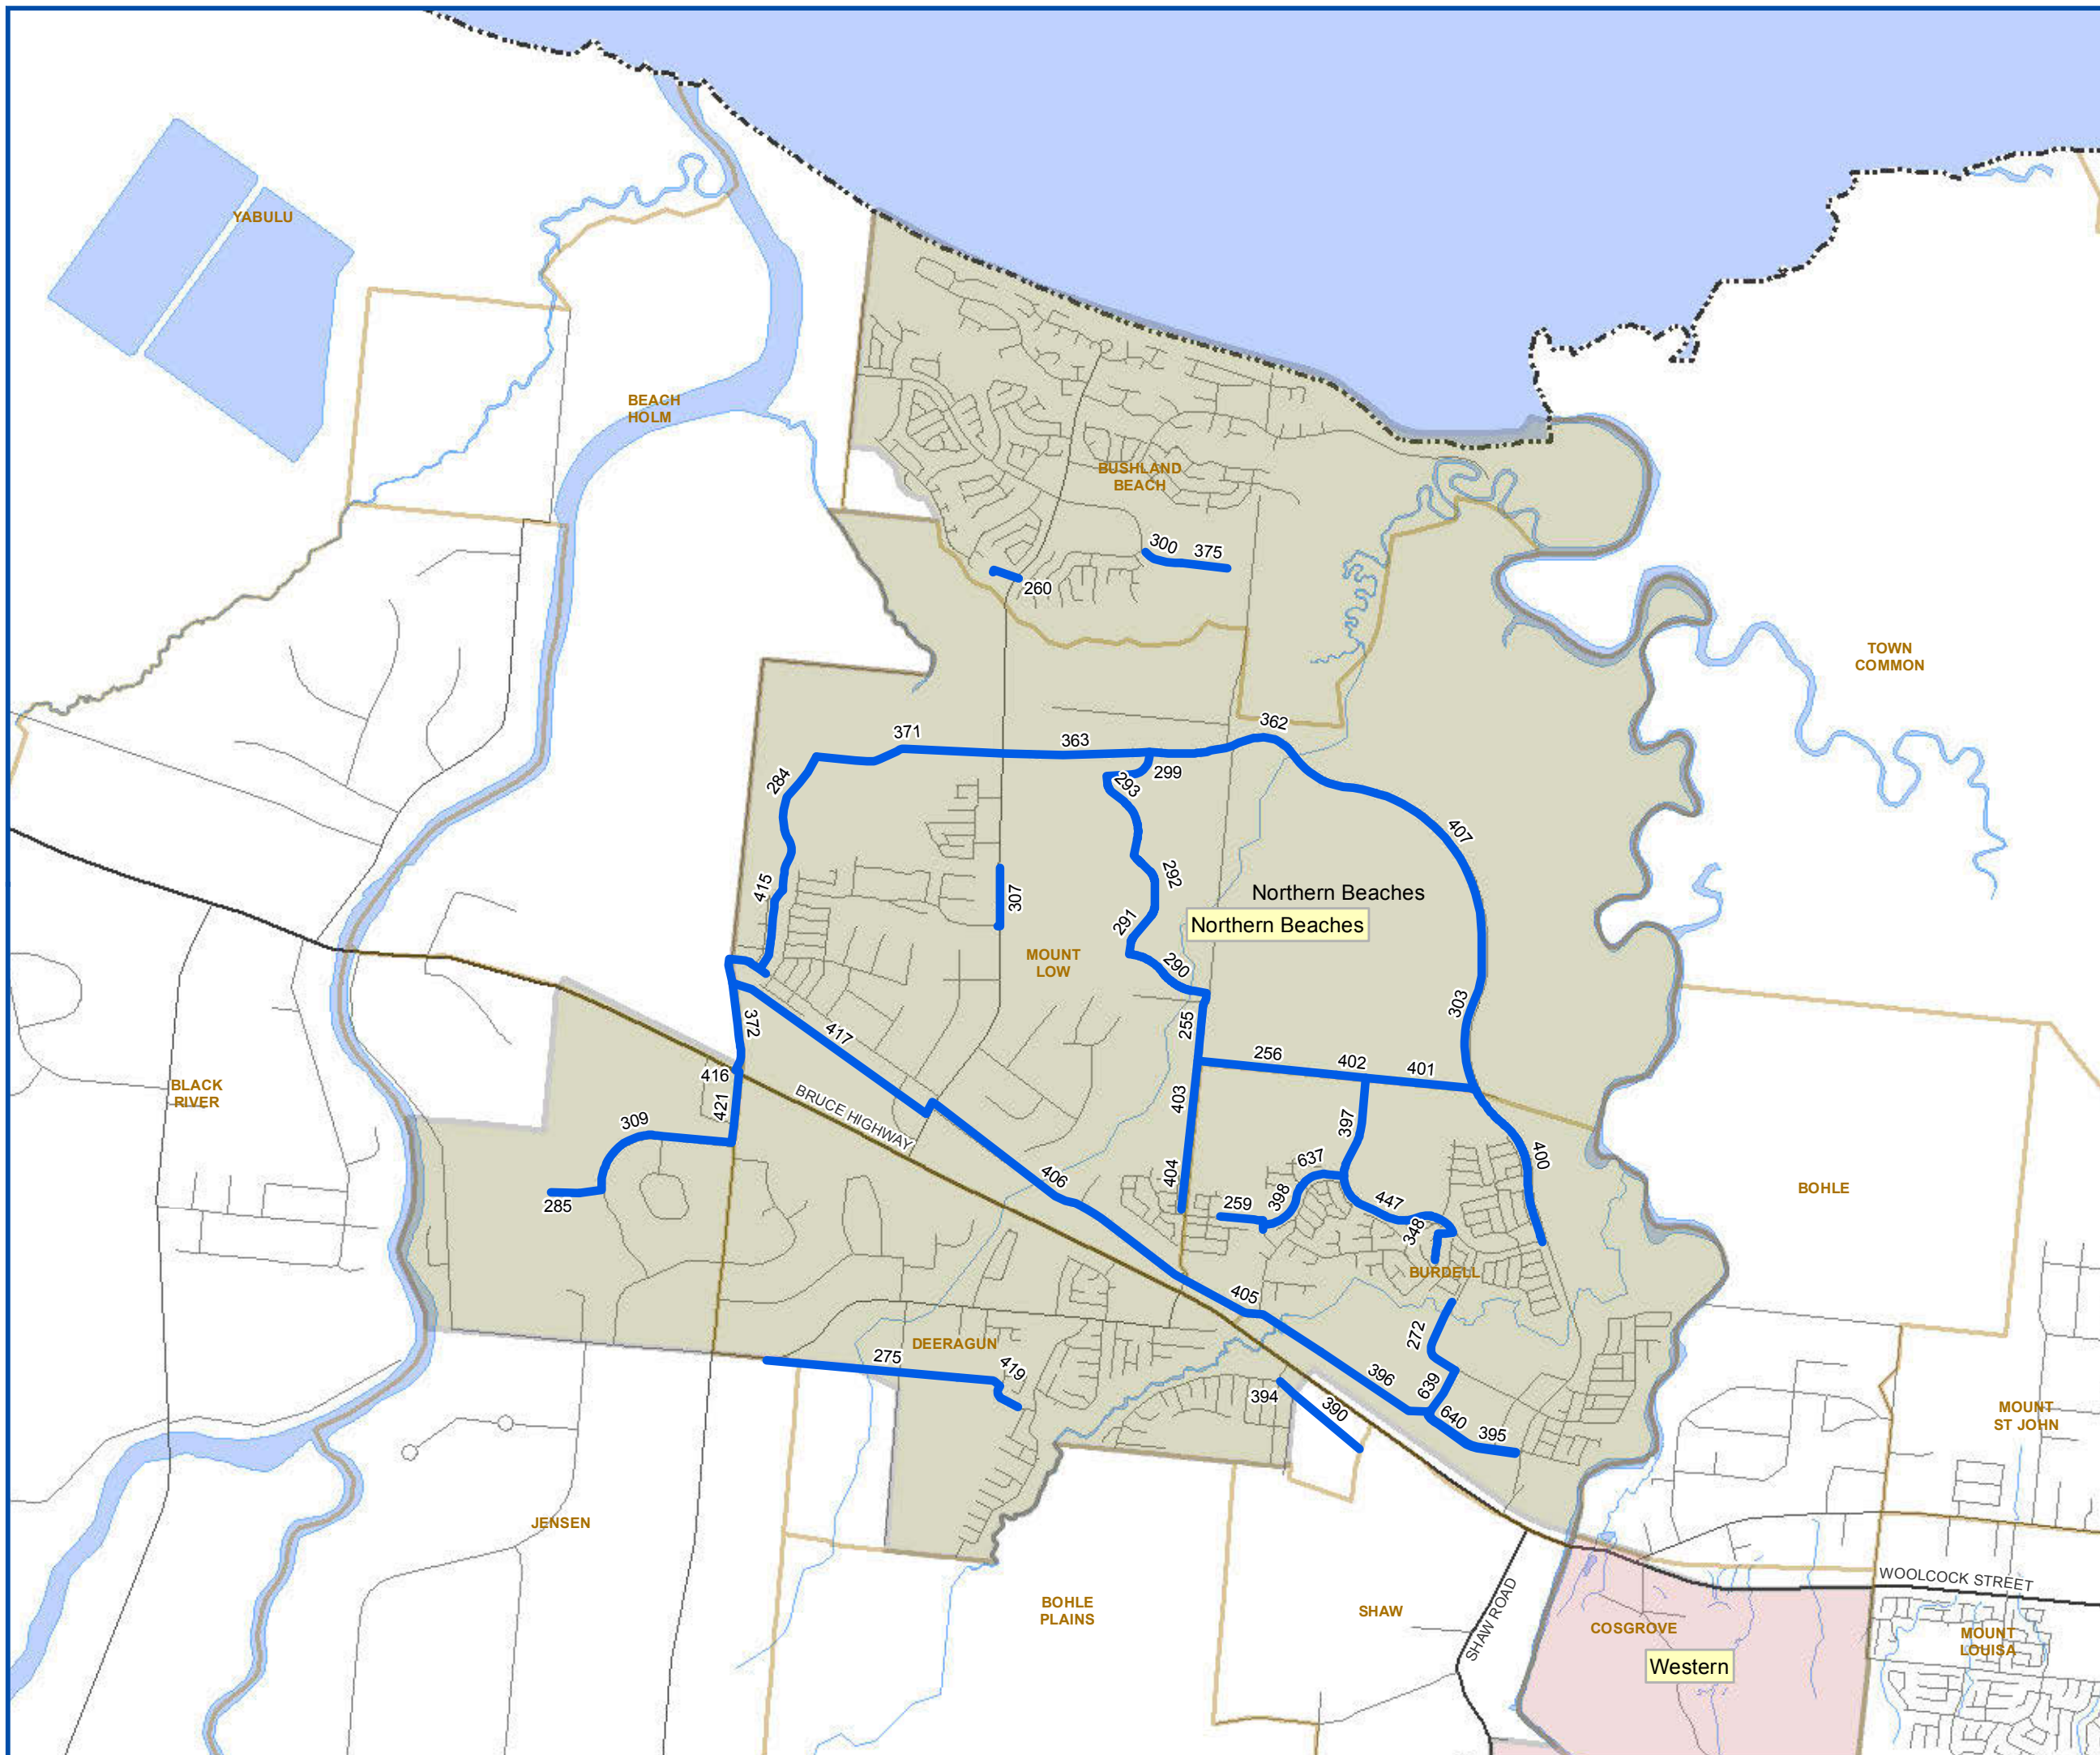 YABULU
BEACH
HOLM
BUSHLAND
BEACH
300
375
260
TOWN
COMMON
362
371
363
299
284
293
407
292
415
307
Northern Beaches
291
Northern Beaches
MOUNT
LOW
290
303
372
417
255
256
402
401
416
BLACK
RIVER
BRUCE HIGHWAY
421
403
309
397
400
637
406
404
BOHLE
285
259
398
447
348
BURDELL
405
272
DEERAGUN
275
419
396
639
394
390
640
395
MOUNT
ST JOHN
JENSEN
WOOLCOCK STREET
BOHLE
PLAINS
SHAW
SHAW ROAD
COSGROVE
MOUNT
LOUISA
Western